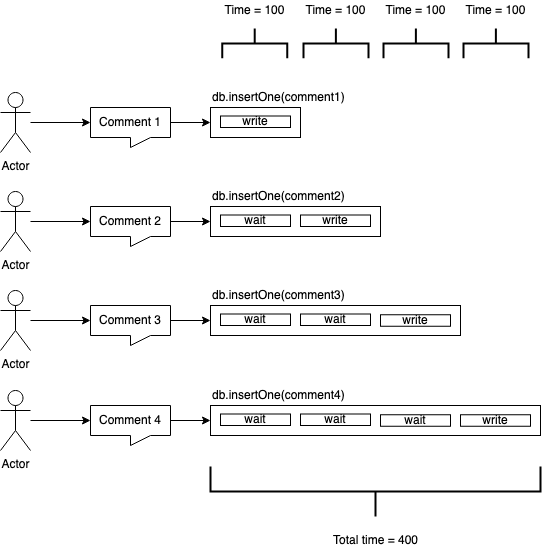 Time = 100 Time = 100 Time = 100 Time = 100
db.insertOne(comment1)
Comment 1 write
Actor
db.insertOne(comment2)
Comment 2 wait write
Actor
db.insertOne(comment3)
Comment 3 wait wait write
Actor
db.insertOne(comment4)
Comment 4 wait wait wait write
Actor
Total time = 400